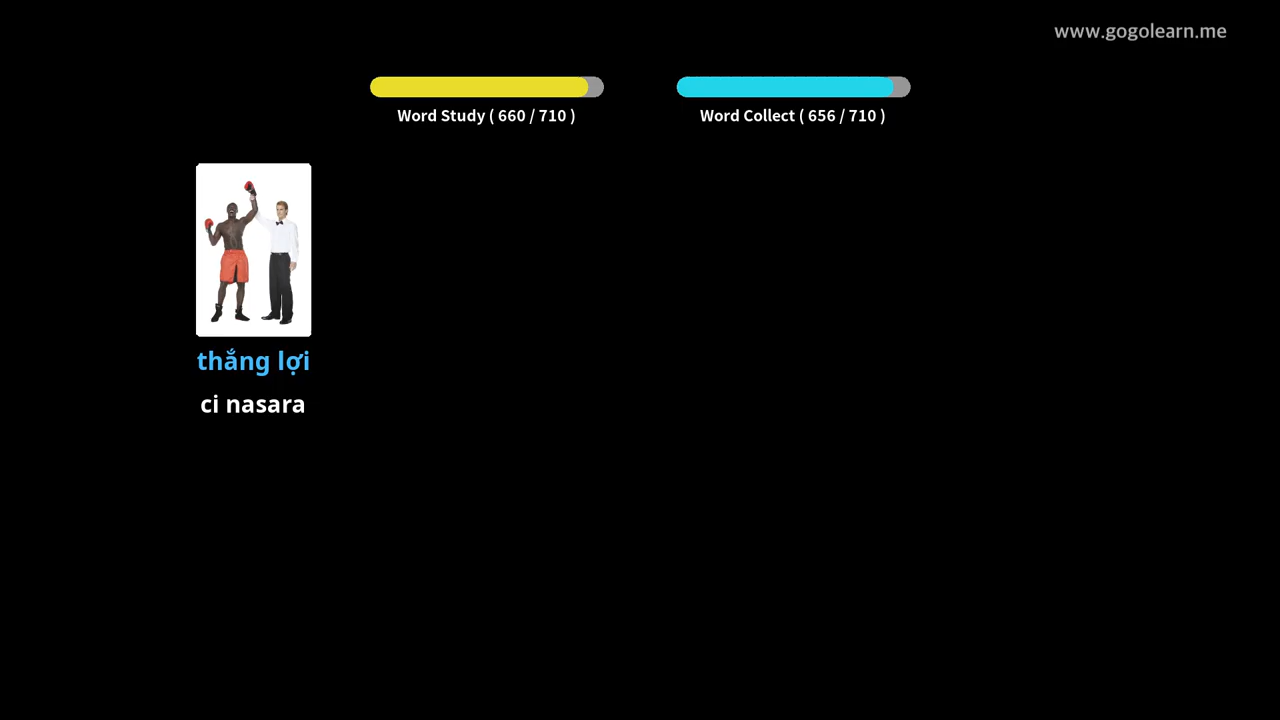 www.gogolearn.me
Word Study ( 660 / 710 )
Word Collect ( 656 / 710 )
thắng lợi
ci nasara